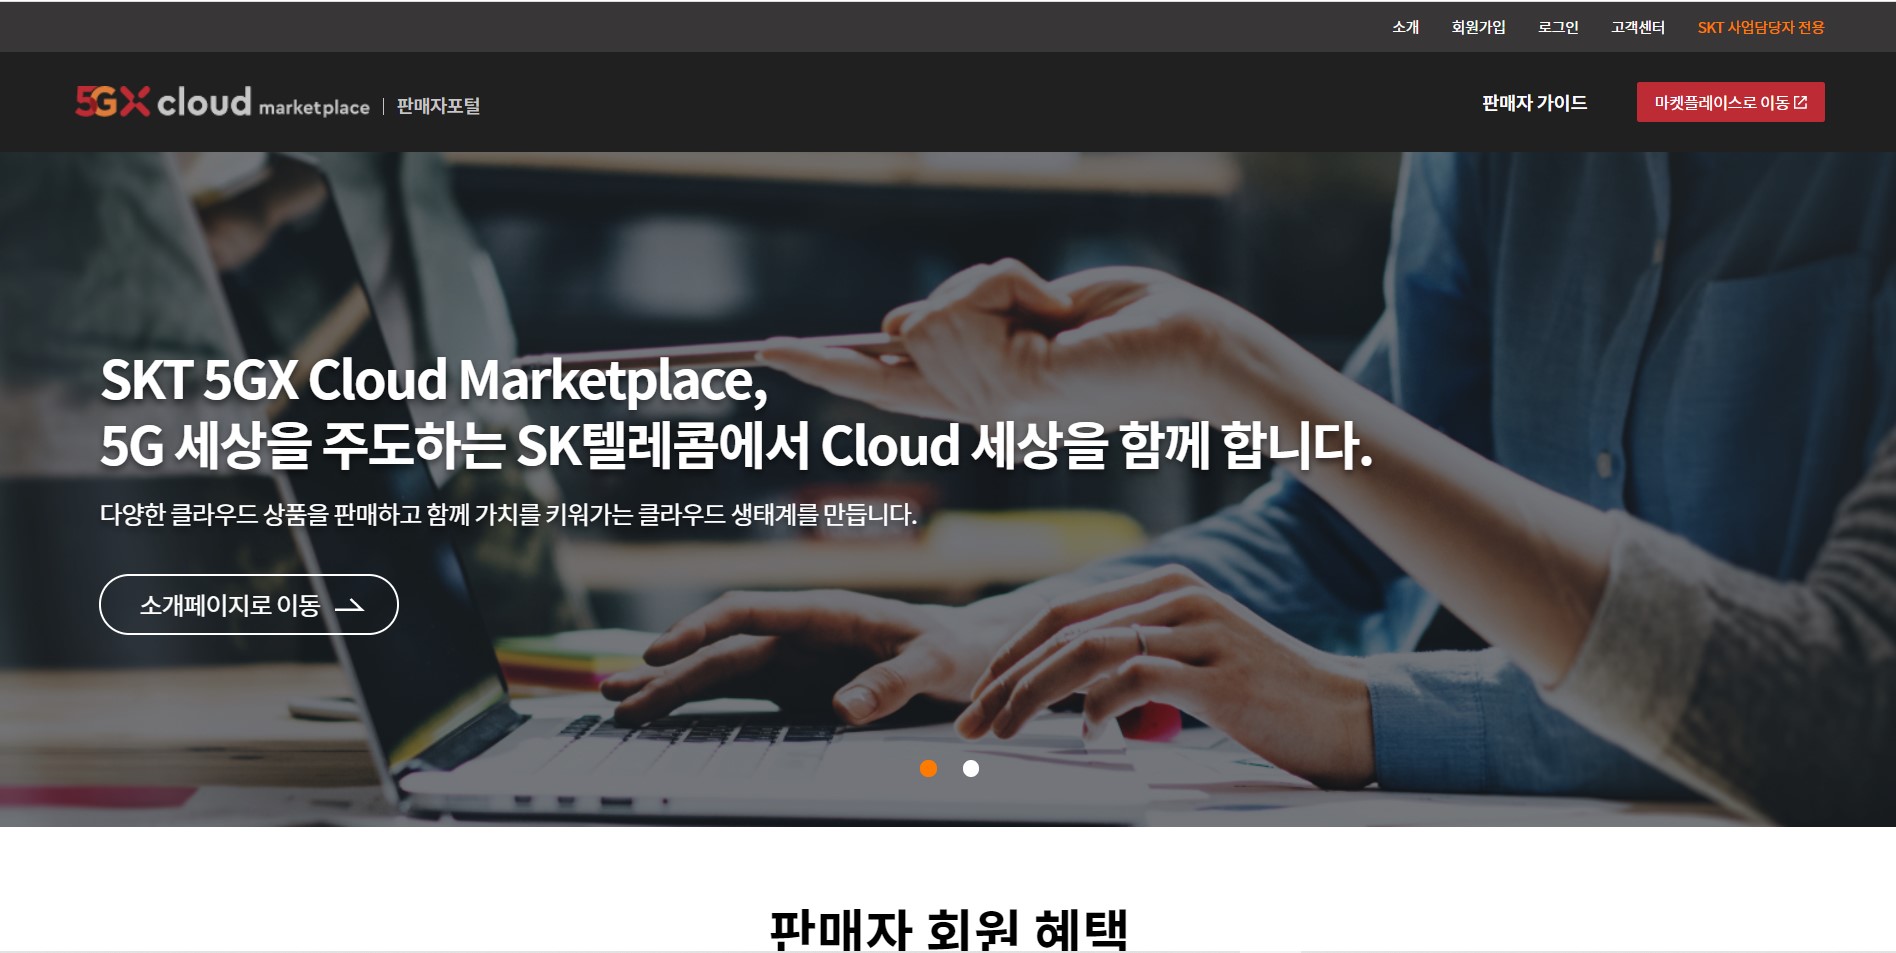 소개 회원가입 로그인 고객센터 SKT 사업담당자 전용
5GX cloud marketplace | 판매자포털
판매자 가이드 마켓플레이스로 이동
SKT 5GX Cloud Marketplace,
5G 세상을 주도하는 SK텔레콤에서 Cloud 세상을 함께 합니다.
다양한 클라우드 상품을 판매하고 함께 가치를 키워가는 클라우드 생태계를 만듭니다.
소개페이지로 이동
판매자 회원 혜택